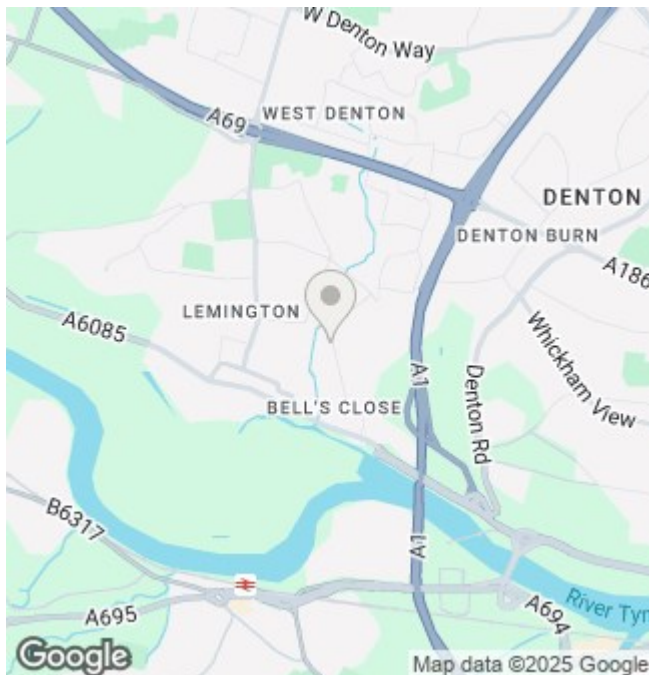 W Denton Way
A69
WEST DENTON
DENTON
DENTON BURN
A186
LEMINGTON
A6085
Whickham View
A1
Denton Rd
BELL'S CLOSE
B6317
A1
A695
A694
River Tyn
Google
Map data ©2025 Google